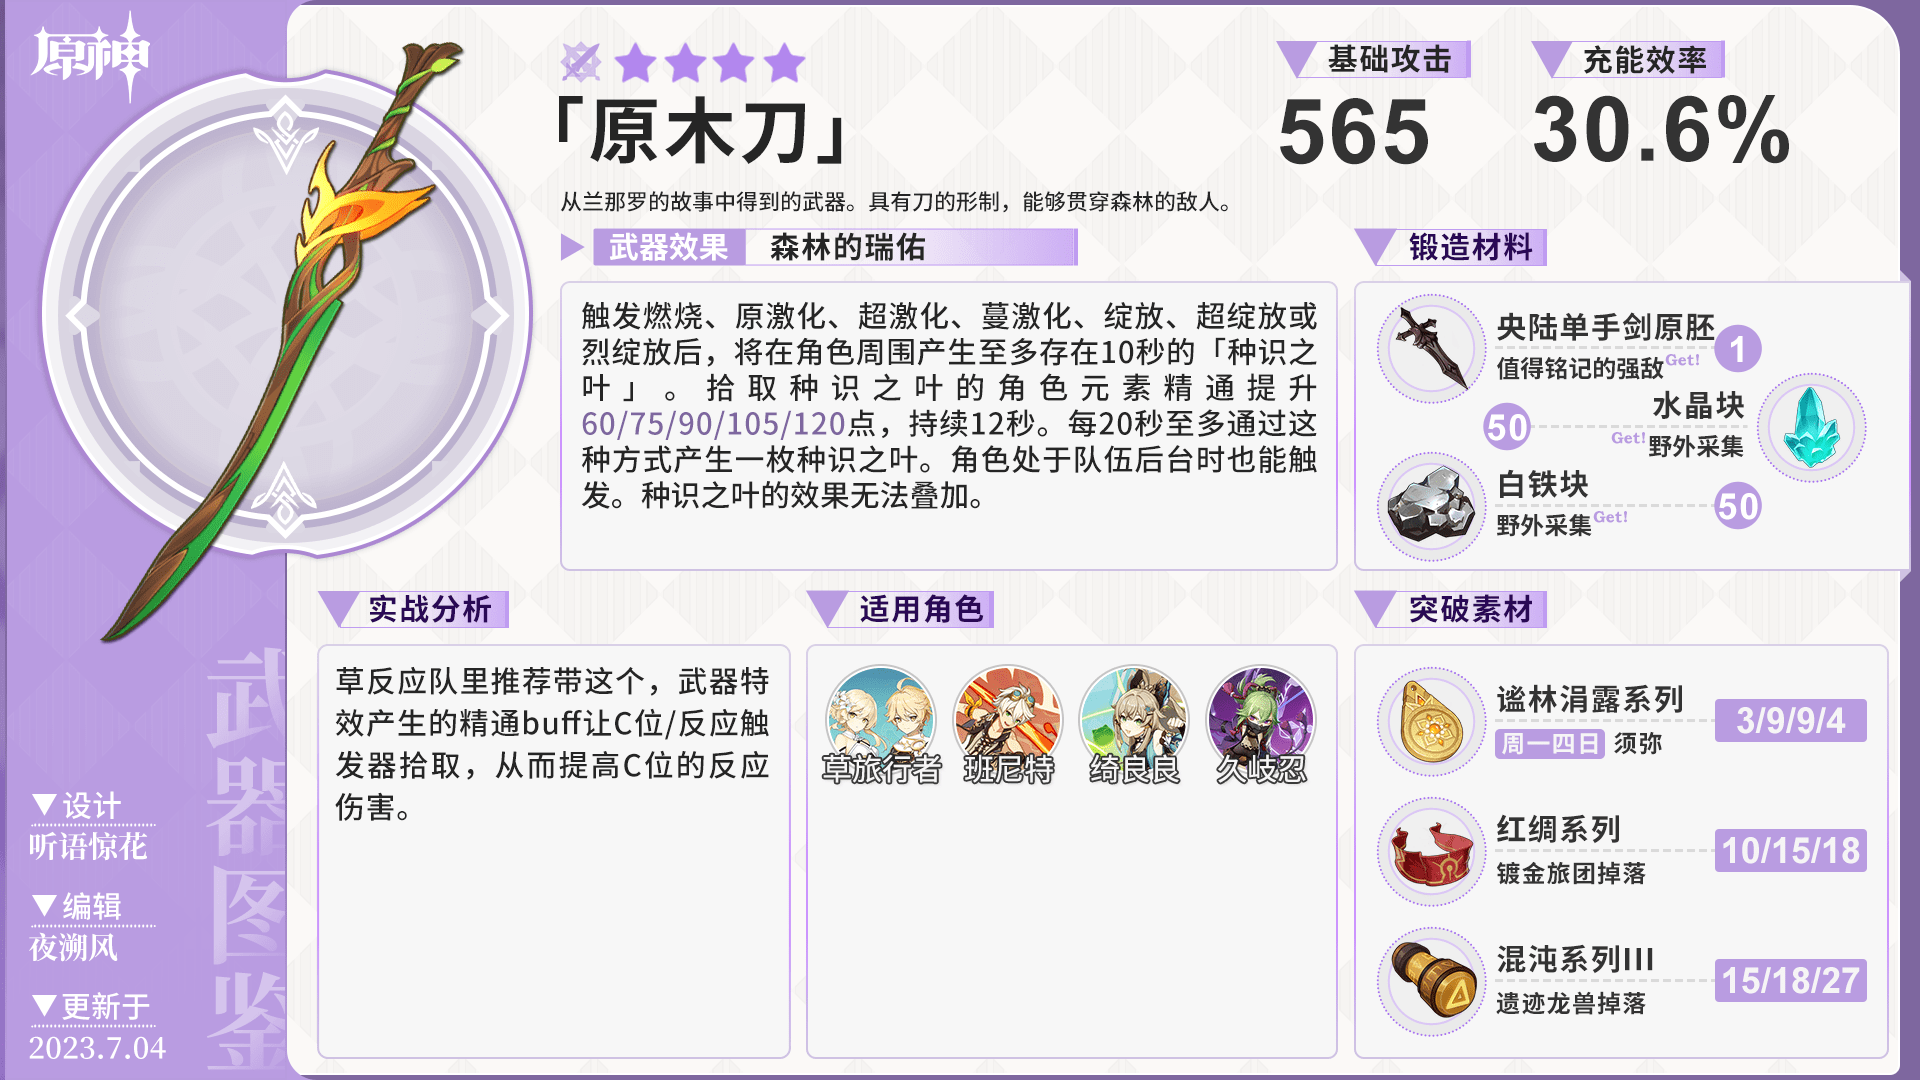 原神
「原木刀」
基础攻击
565
充能效率
30.6%
从兰那罗的故事中得到的武器。具有刀的形制，能够贯穿森林的敌人。
武器效果
森林的瑞佑
触发燃烧、原激化、超激化、蔓激化、绽放、超绽放或
烈绽放后，将在角色周围产生至多存在10秒的「种识之
叶」。拾取种识之叶的角色元素精通提升
60/75/90/105/120点，持续12秒。每20秒至多通过这
种方式产生一枚种识之叶。角色处于队伍后台时也能触
发。种识之叶的效果无法叠加。
锻造材料
央陆单手剑原胚
1
值得铭记的强敌Get!
水晶块
50
Get!野外采集
白铁块
50
野外采集Get!
实战分析
草反应队里推荐带这个，武器特
效产生的精通buff让C位/反应触
发器拾取，从而提高C位的反应
伤害。
适用角色
草旅行者
班尼特
绮良良
久岐忍
突破素材
谧林涓露系列
3/9/9/4
周一四日 须弥
红绸系列
10/15/18
镀金旅团掉落
混沌系列III
15/18/27
遗迹龙兽掉落
武器图鉴
▼设计
听语惊花
▼编辑
夜溯风
▼更新于
2023.7.04